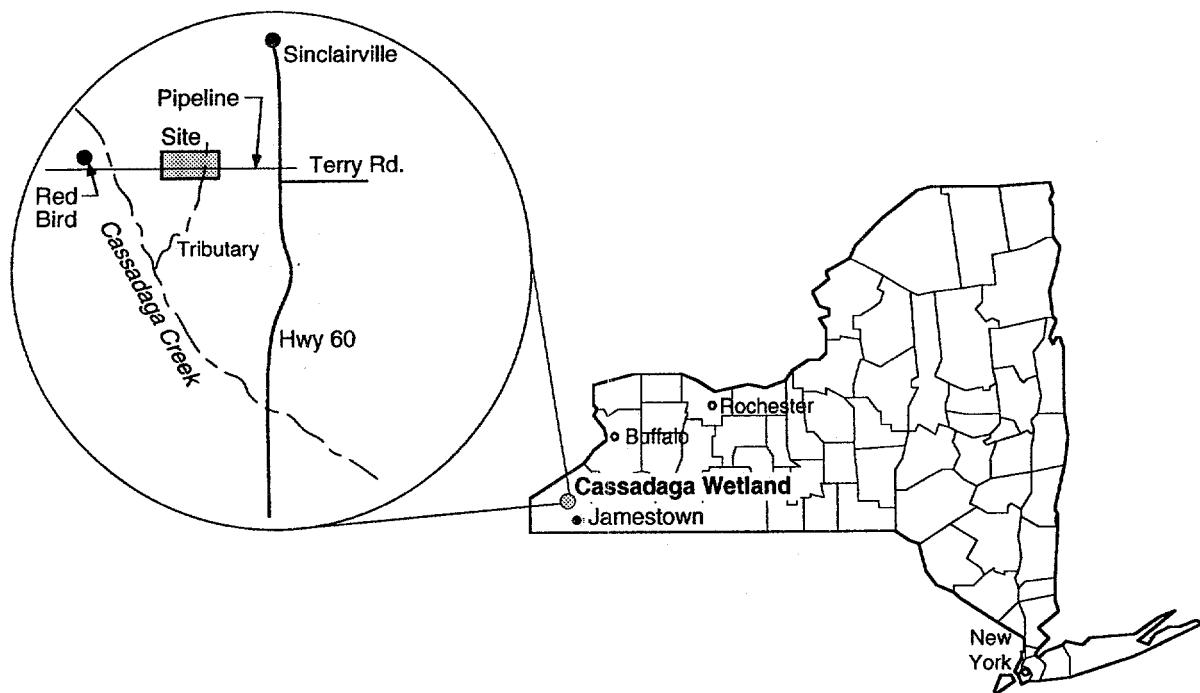 Sinclairville
Pipeline
Site
Terry Rd.
Red
Bird
Tributary
Cassadaga Creek
Hwy 60
Rochester
Buffalo
Cassadaga Wetland
Jamestown
New
York